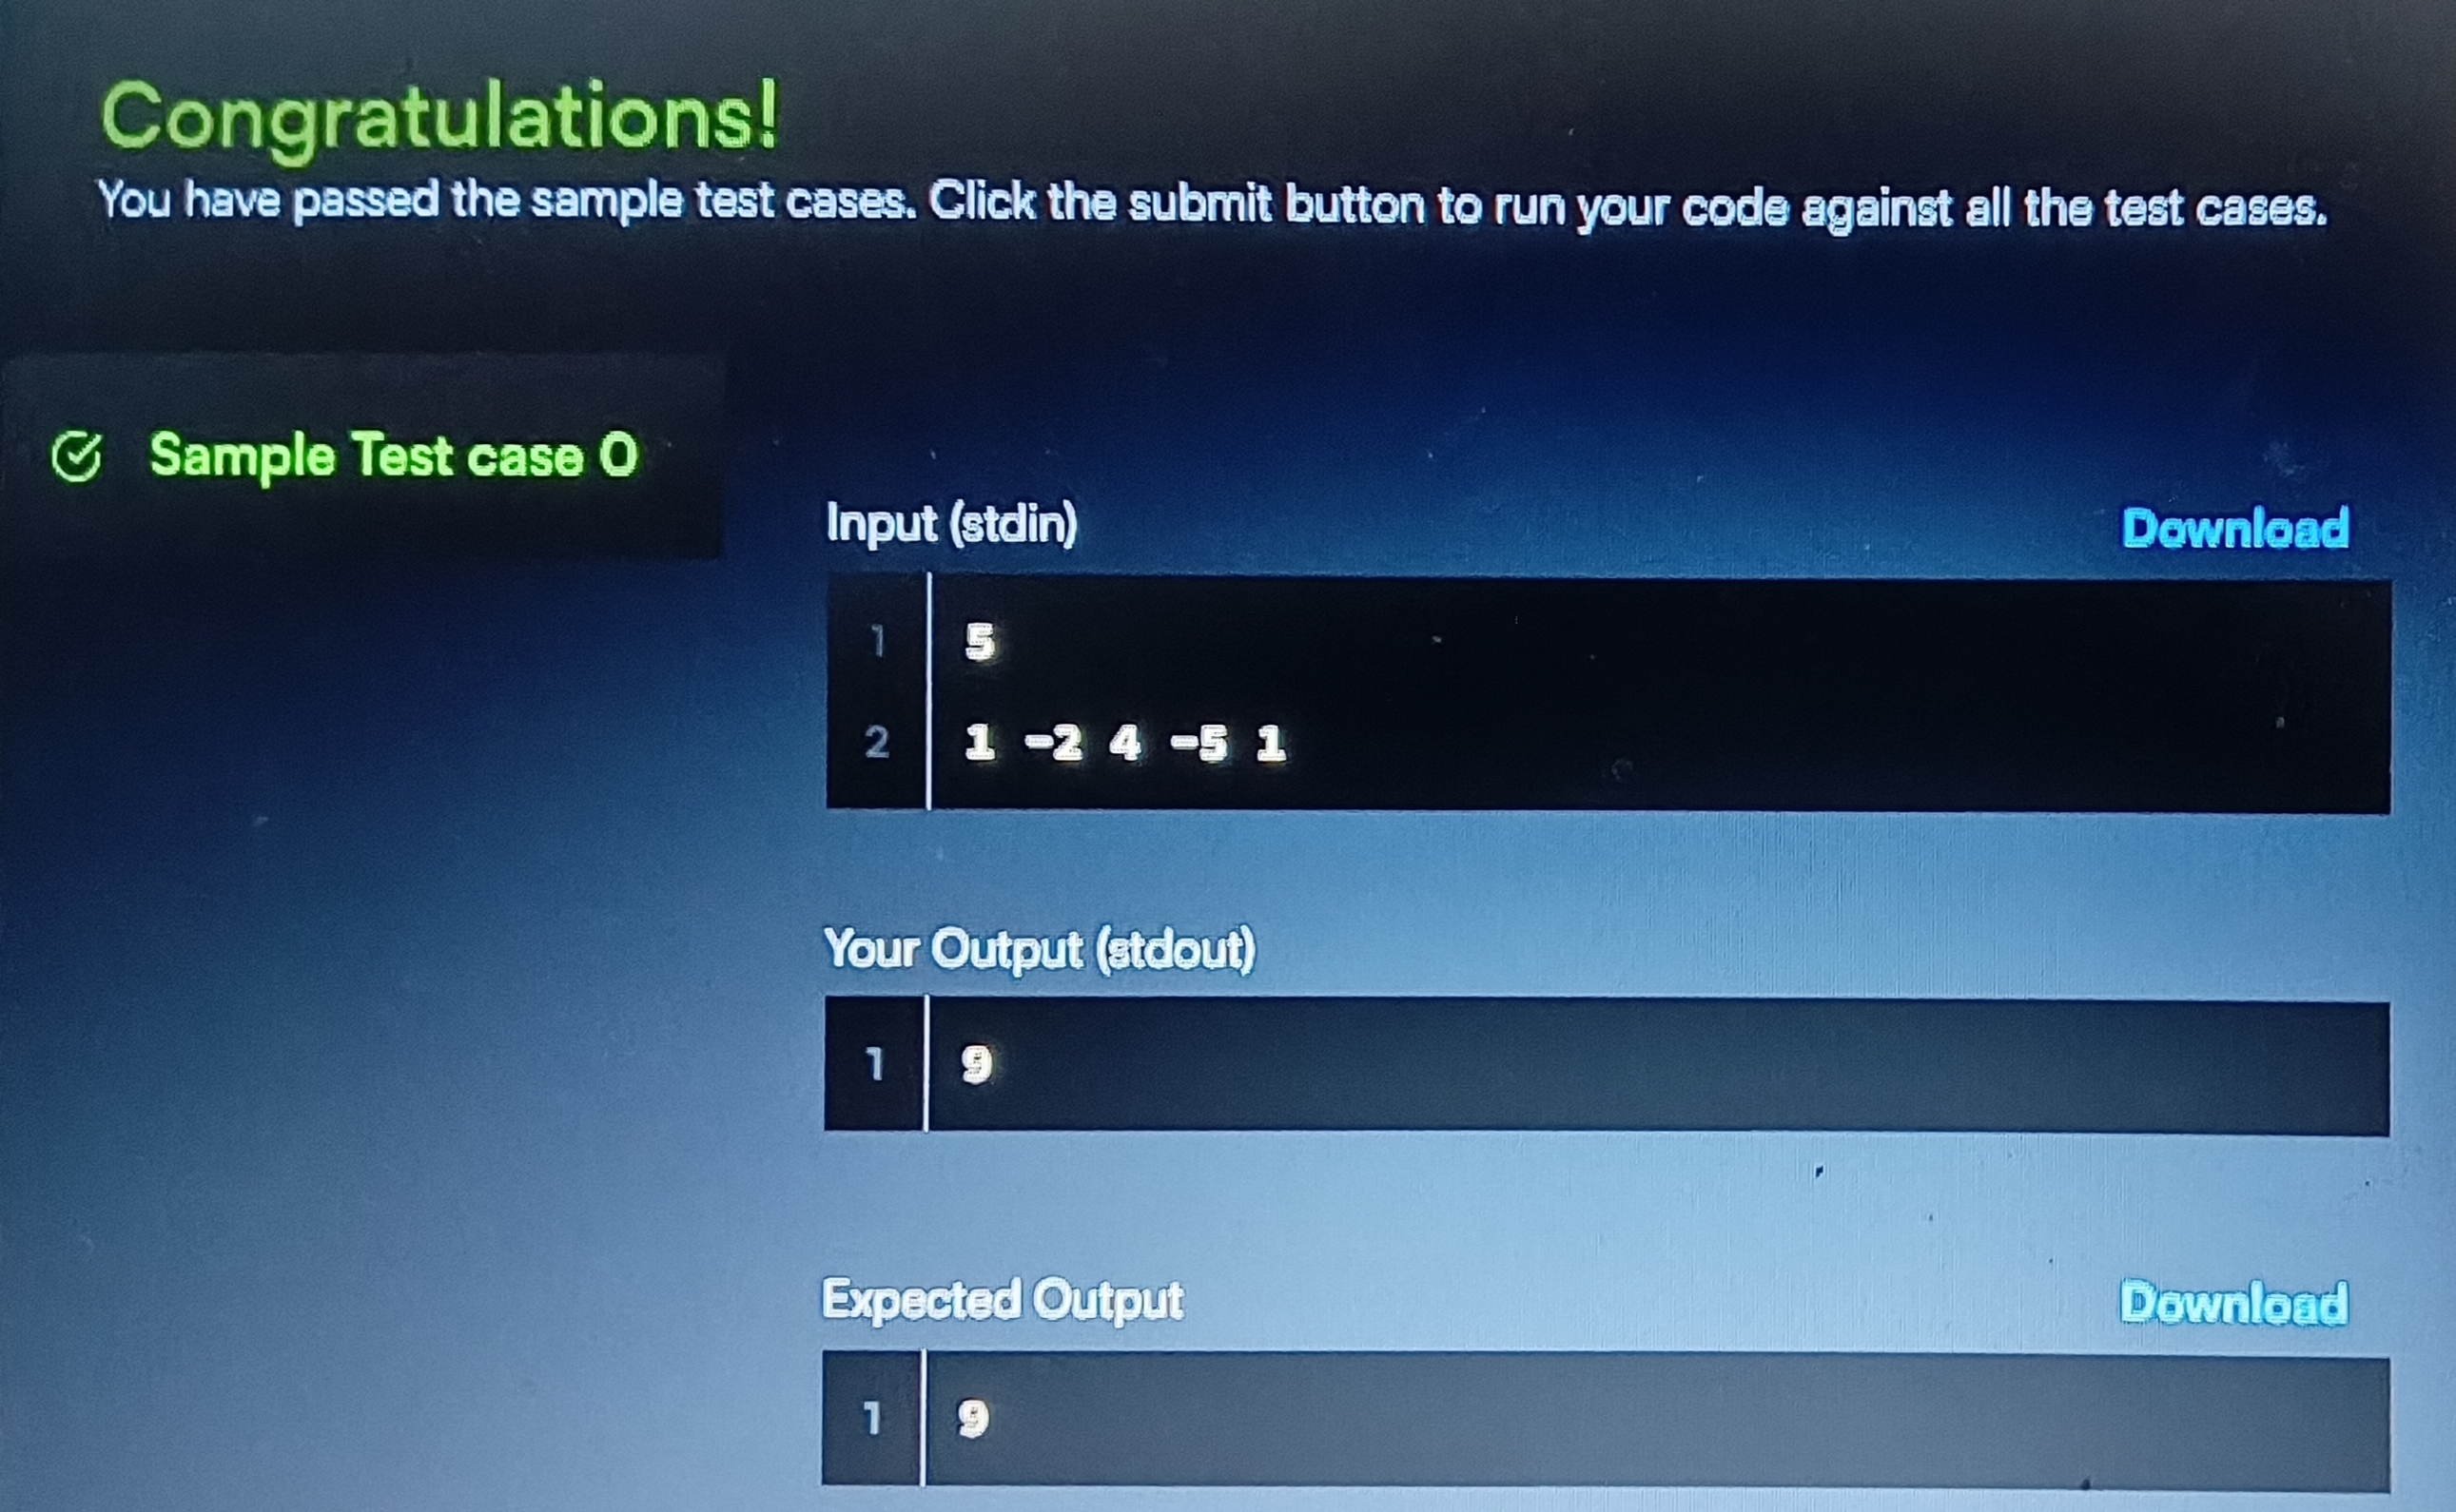 Congratulations!
You have passed the sample test cases. Click the submit button to run your code against all the test cases.
Sample Test case 0
Input (stdin)
Download
1 5
2 1 -2 4 -5 1
Your Output (stdout)
1 9
Expected Output
Download
1 9